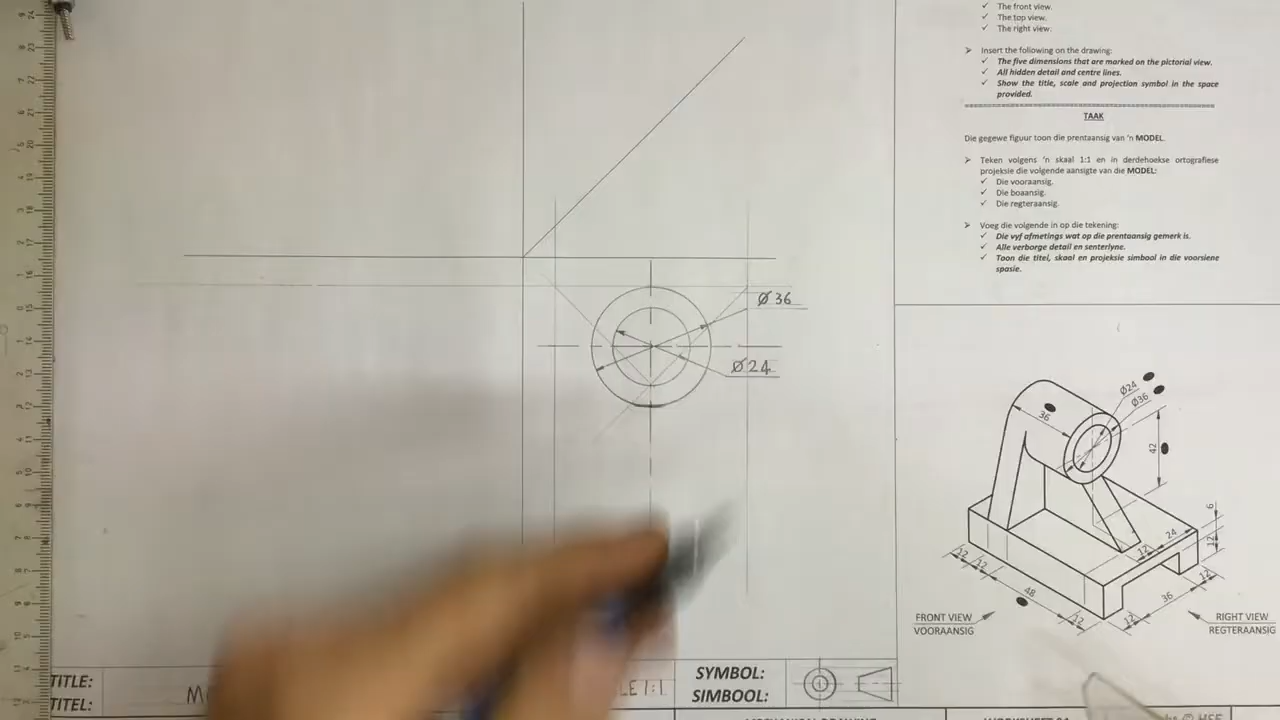 ✓ The front view.
✓ The top view.
✓ The right view.
➤ Insert the following on the drawing:
✓ The five dimensions that are marked on the pictorial view.
✓ All hidden detail and centre lines.
✓ Show the title, scale and projection symbol in the space
provided.
TAAK
Die gegewe figuur toon die prentaansig van 'n MODEL.
➤ Teken volgens 'n skaal 1:1 en in derdehoekse ortografiese
projeksie die volgende aansigte van die MODEL:
✓ Die vooraansig.
✓ Die boaansig.
✓ Die regteraansig.
➤ Voeg die volgende in op die tekening:
✓ Die vyf afmetings wat op die prentaansig gemerk is.
✓ Alle verborge detail en senterlyne.
✓ Toon die titel, skaal en projeksie simbool in die voorsiene
spasie.
Ø 36
Ø 24
Ø24
Ø36
36
42
6
12
24
12
12
36
12
12
12
48
12
FRONT VIEW
VOORAANSIG
RIGHT VIEW
REGTERAANSIG
TITLE:
TITEL:
LE 1:1
SYMBOL:
SIMBOOL: